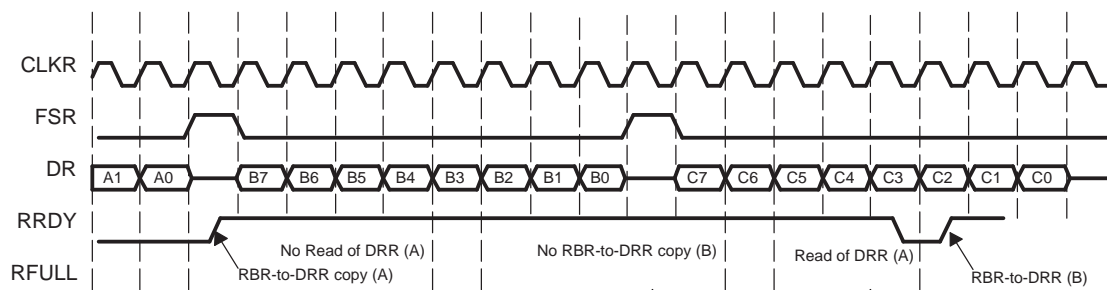 CLKR
FSR
DR A1 A0 B7 B6 B5 B4 B3 B2 B1 B0 C7 C6 C5 C4 C3 C2 C1 C0
RRDY
No Read of DRR (A) No RBR-to-DRR copy (B) Read of DRR (A)
RBR-to-DRR copy (A) RBR-to-DRR (B)
RFULL